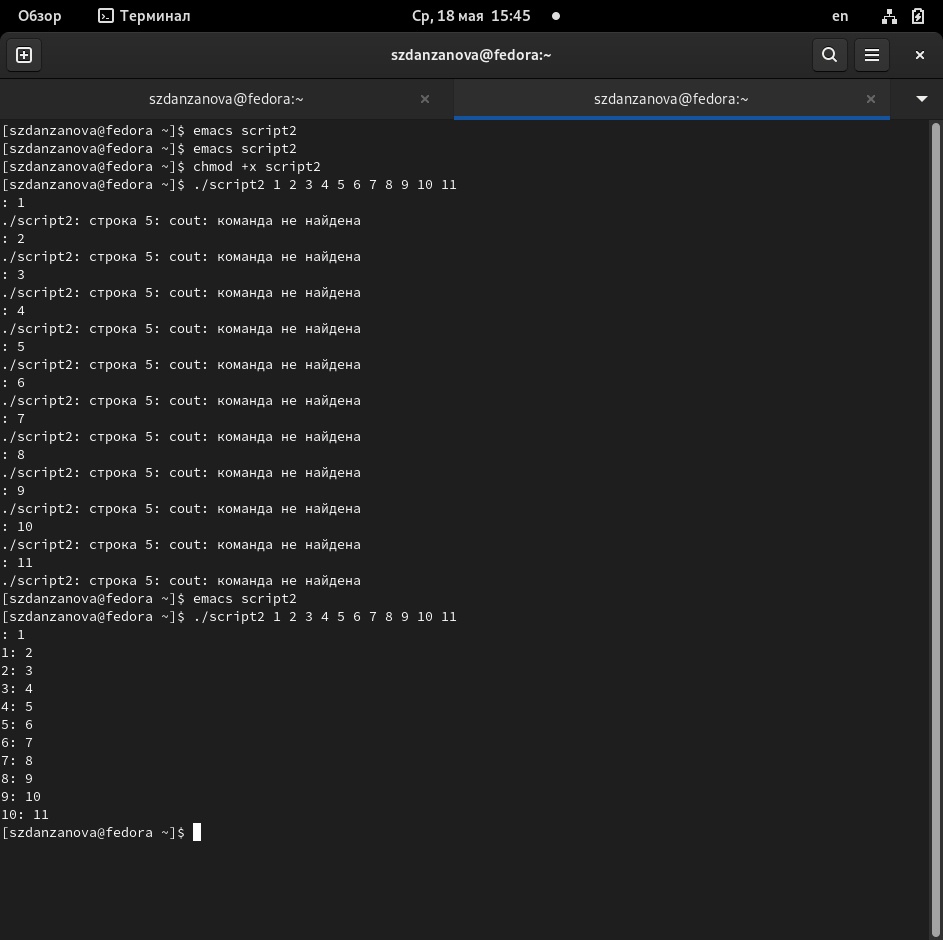 Обзор Терминал Ср, 18 мая 15:45 en
szdanzanova@fedora:~
szdanzanova@fedora:~ szdanzanova@fedora:~
[szdanzanova@fedora ~]$ emacs script2
[szdanzanova@fedora ~]$ emacs script2
[szdanzanova@fedora ~]$ chmod +x script2
[szdanzanova@fedora ~]$ ./script2 1 2 3 4 5 6 7 8 9 10 11
: 1
./script2: строка 5: cout: команда не найдена
: 2
./script2: строка 5: cout: команда не найдена
: 3
./script2: строка 5: cout: команда не найдена
: 4
./script2: строка 5: cout: команда не найдена
: 5
./script2: строка 5: cout: команда не найдена
: 6
./script2: строка 5: cout: команда не найдена
: 7
./script2: строка 5: cout: команда не найдена
: 8
./script2: строка 5: cout: команда не найдена
: 9
./script2: строка 5: cout: команда не найдена
: 10
./script2: строка 5: cout: команда не найдена
: 11
./script2: строка 5: cout: команда не найдена
[szdanzanova@fedora ~]$ emacs script2
[szdanzanova@fedora ~]$ ./script2 1 2 3 4 5 6 7 8 9 10 11
: 1
1: 2
2: 3
3: 4
4: 5
5: 6
6: 7
7: 8
8: 9
9: 10
10: 11
[szdanzanova@fedora ~]$